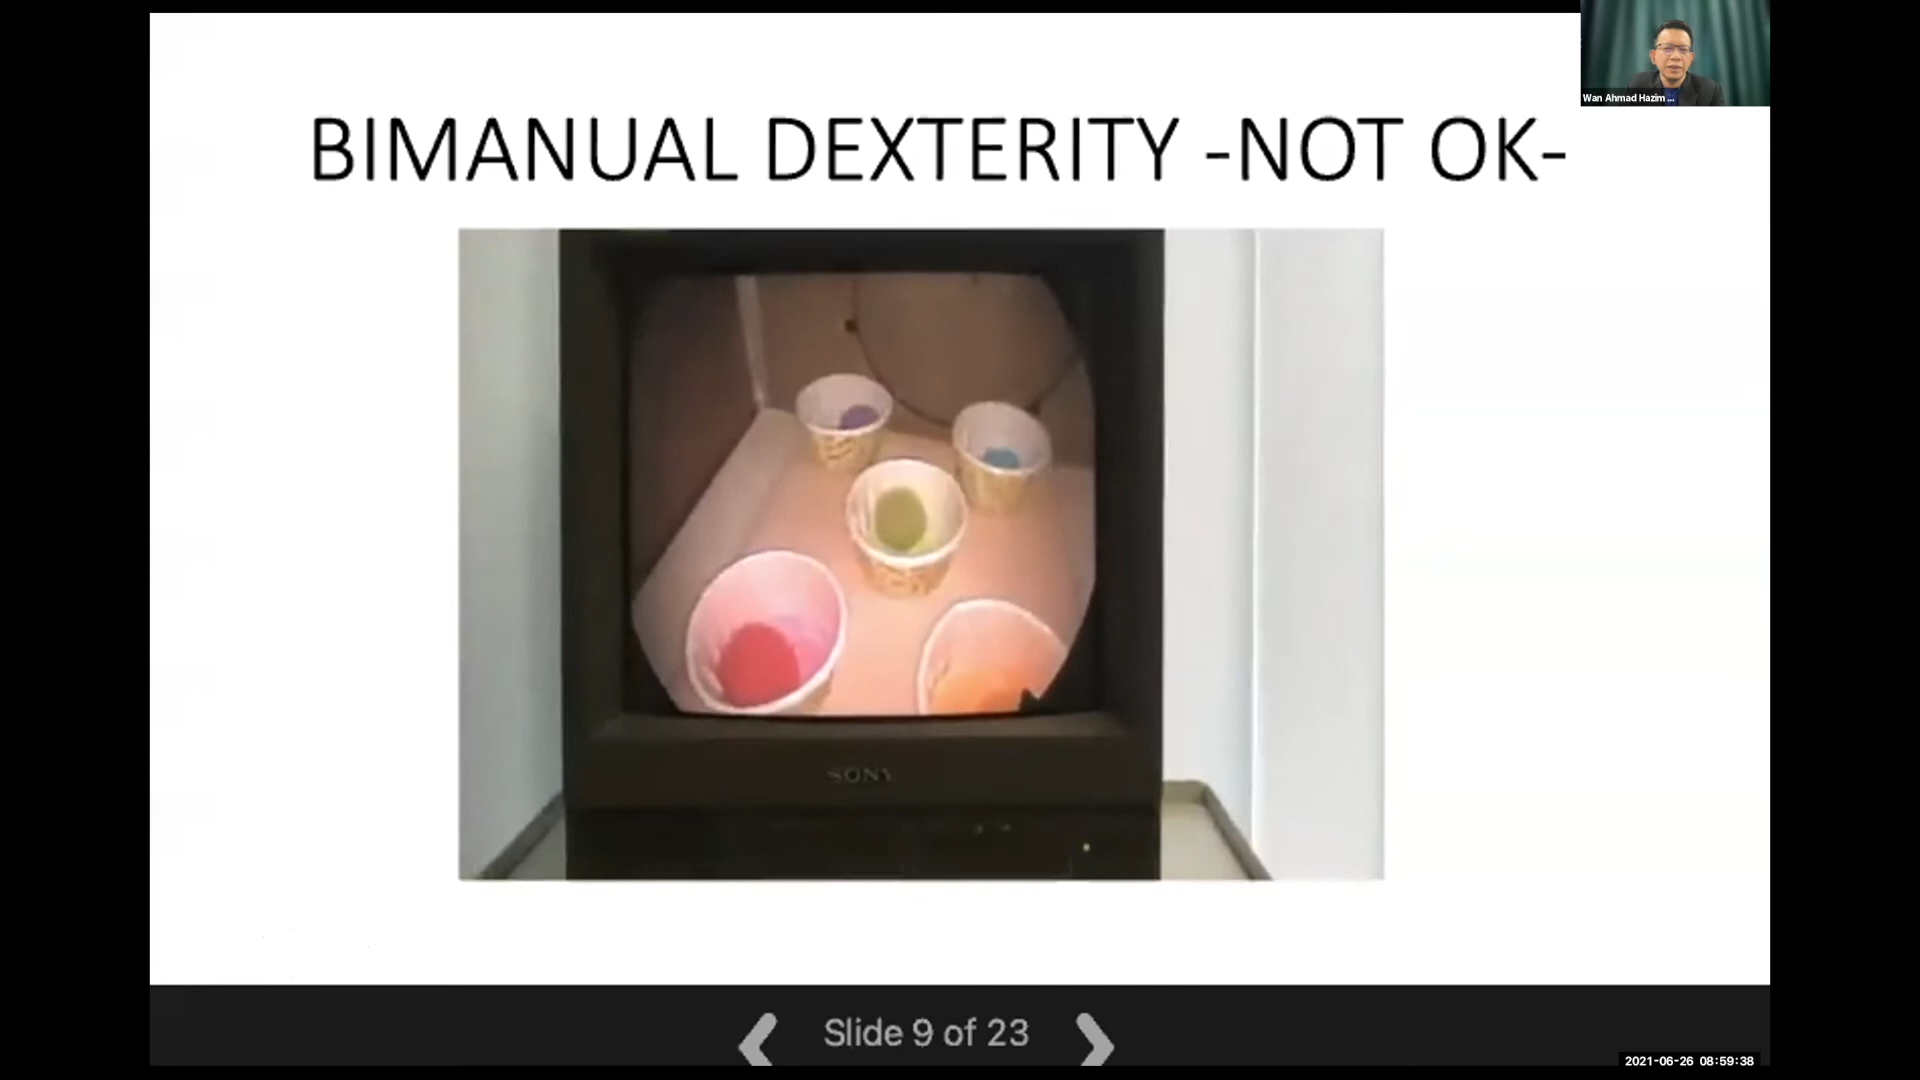 Wan Ahmad Hazim ...
BIMANUAL DEXTERITY -NOT OK-
SONY
Slide 9 of 23
2021-06-26 08:59:38